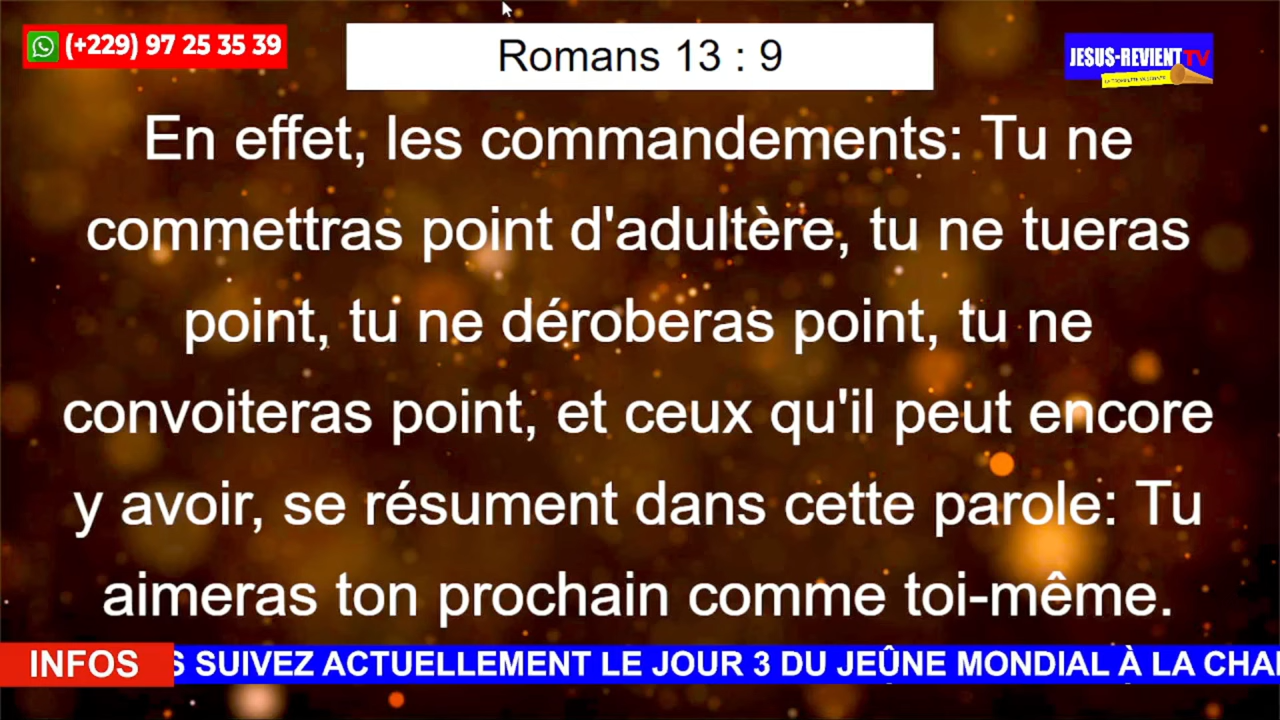 (+229) 97 25 35 39
Romans 13 : 9
JESUS-REVIENT TV
En effet, les commandements: Tu ne
commettras point d'adultère, tu ne tueras
point, tu ne déroberas point, tu ne
convoiteras point, et ceux qu'il peut encore
y avoir, se résument dans cette parole: Tu
aimeras ton prochain comme toi-même.
INFOS
S SUIVEZ ACTUELLEMENT LE JOUR 3 DU JEÛNE MONDIAL À LA CHA